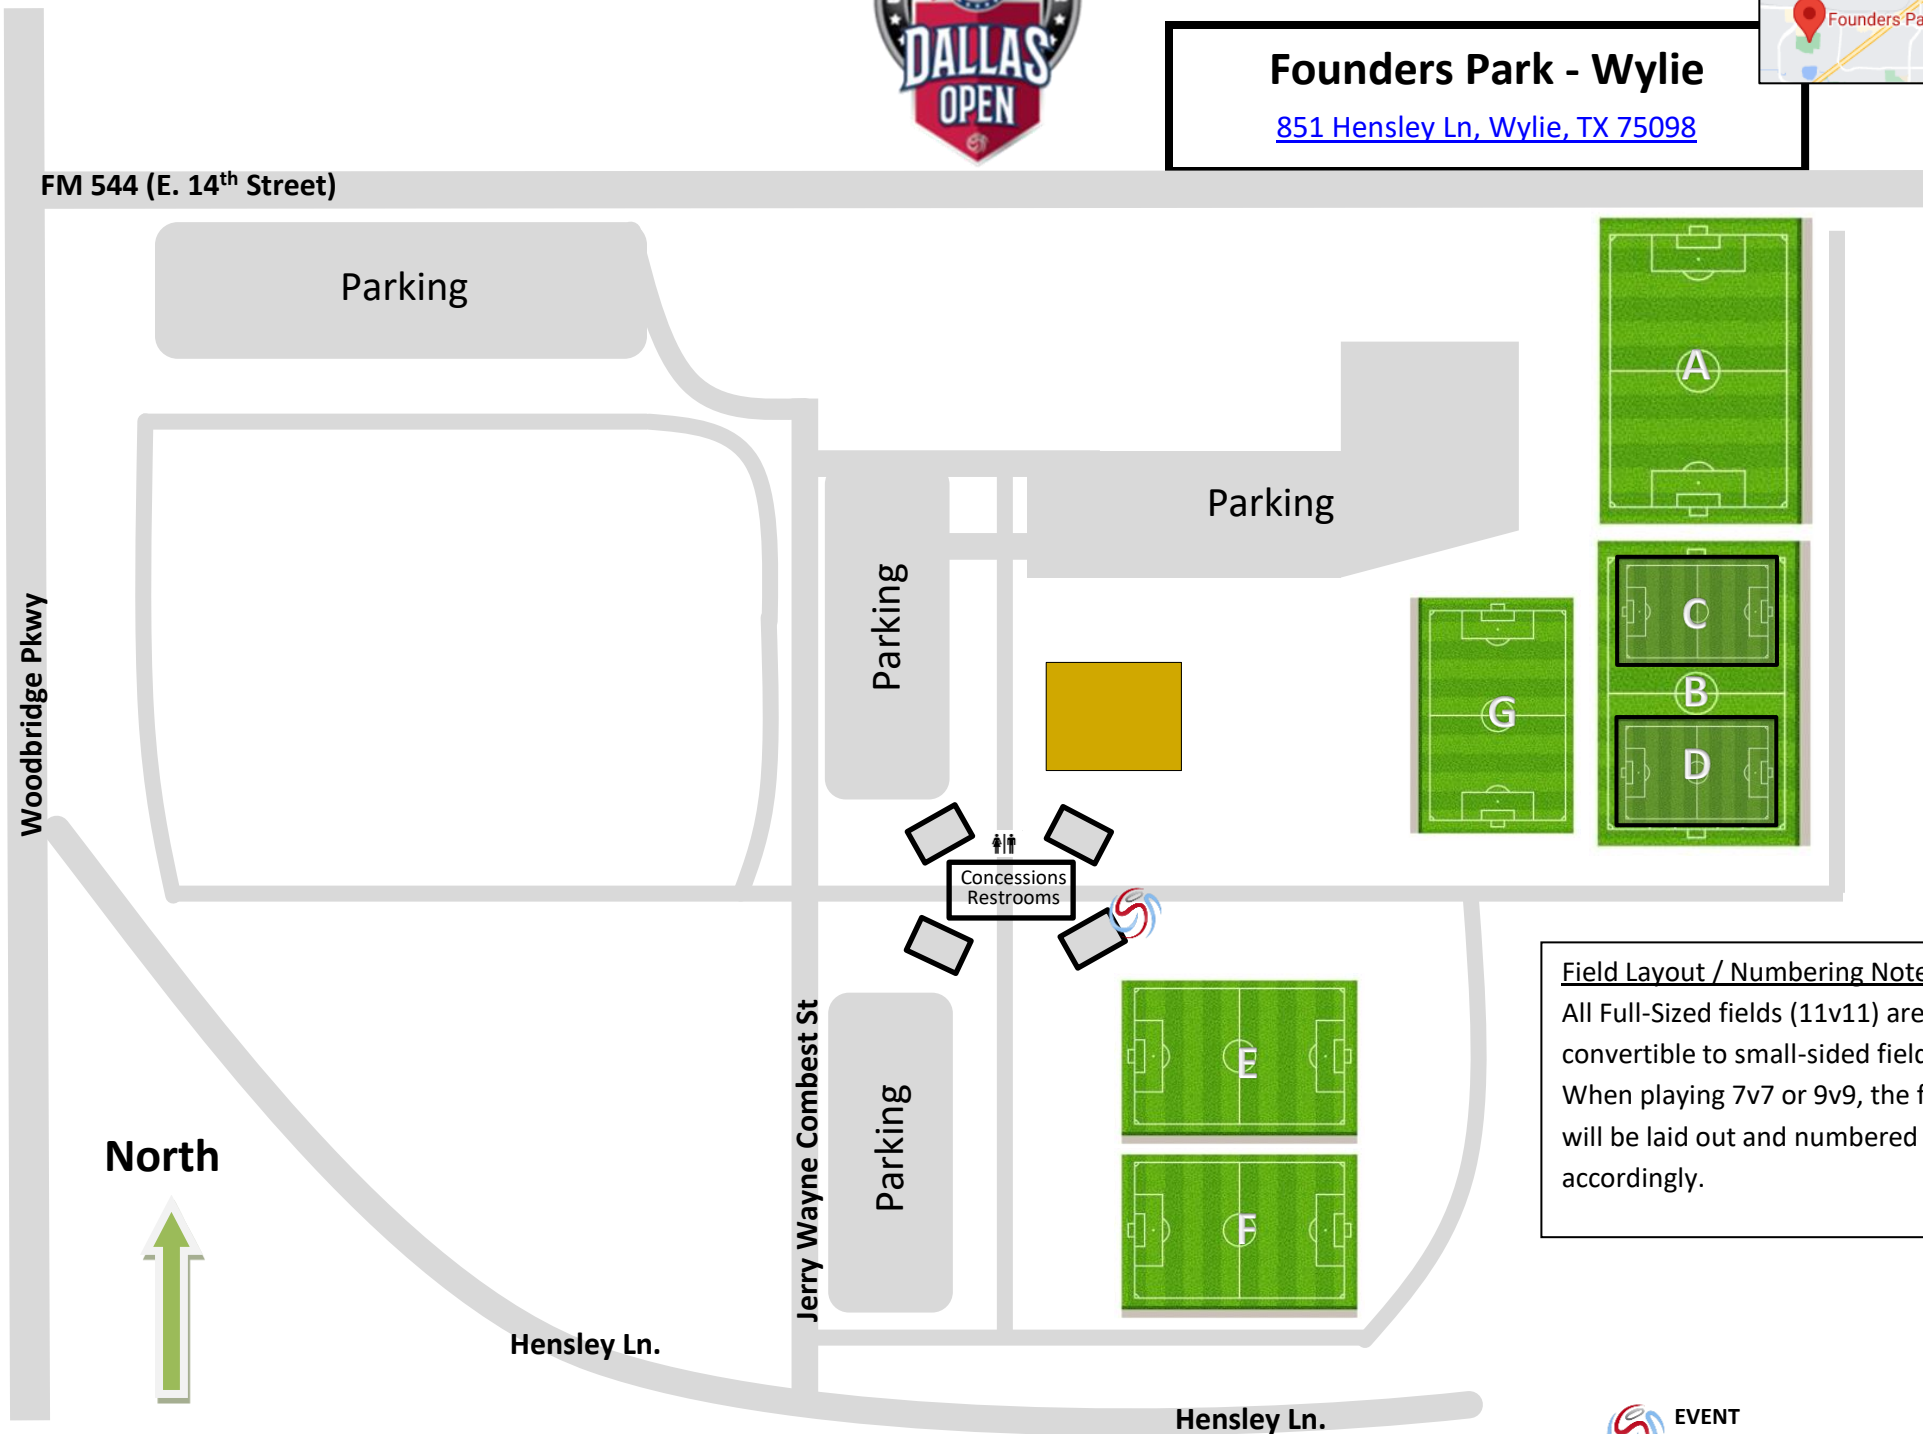 DALLAS
OPEN
Founders Park - Wylie
851 Hensley Ln, Wylie, TX 75098
Founders Pa
FM 544 (E. 14th Street)
Parking
A
Parking
Parking
C
B
G
D
Woodbridge Pkwy
Concessions
Restrooms
Field Layout / Numbering Note
All Full-Sized fields (11v11) are
convertible to small-sided field
When playing 7v7 or 9v9, the f
will be laid out and numbered
accordingly.
E
Jerry Wayne Combest St
Parking
North
F
Hensley Ln.
Hensley Ln.
EVENT